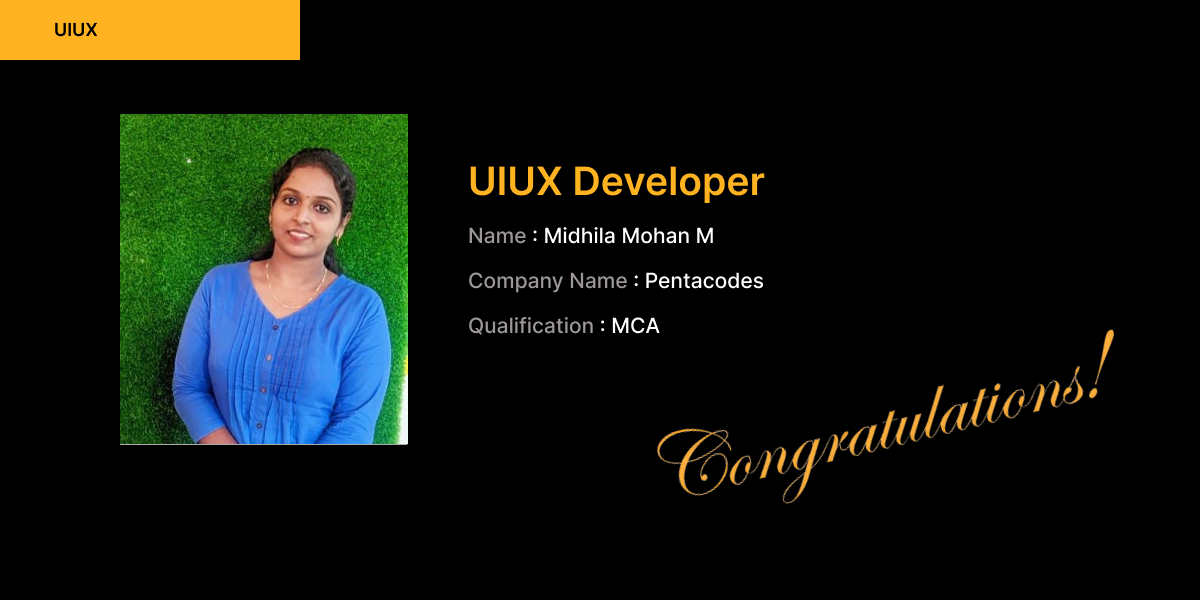 UIUX
UIUX Developer
Name : Midhila Mohan M
Company Name : Pentacodes
Qualification : MCA
Congratulations!